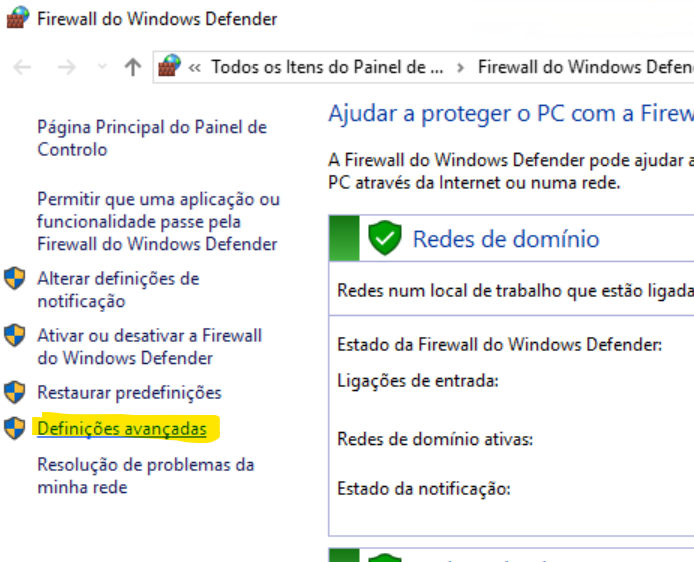 Firewall do Windows Defender
« Todos os Itens do Painel de ... > Firewall do Windows
Página Principal do Painel de
Controlo
Permitir que uma aplicação ou
funcionalidade passe pela
Firewall do Windows Defender
Alterar definições de
notificação
Ativar ou desativar a Firewall
do Windows Defender
Restaurar predefinições
Definições avançadas
Resolução de problemas da
minha rede
Ajudar a proteger o PC com a
A Firewall do Windows Defender pode ajudar a
PC através da Internet ou numa rede.
Redes de domínio
Redes num local de trabalho que estão
Estado da Firewall do Windows Defender:
Ligações de entrada:
Redes de domínio ativas:
Estado da notificação: